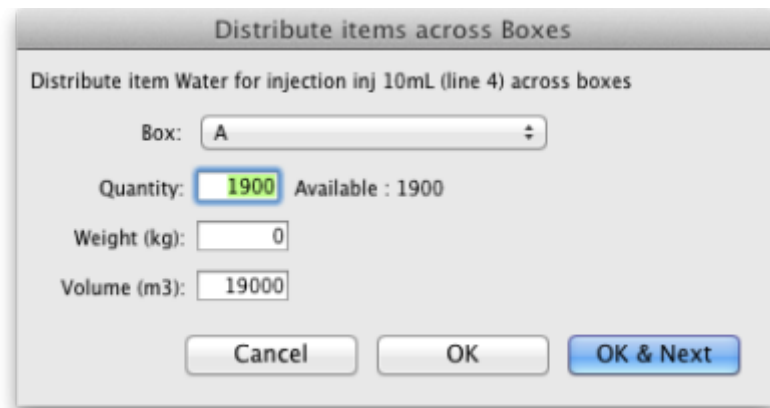 Distribute items across Boxes
Distribute item Water for injection inj 10mL (line 4) across boxes
Box: A
Quantity: 1900 Available : 1900
Weight (kg): 0
Volume (m3): 19000
Cancel OK OK & Next